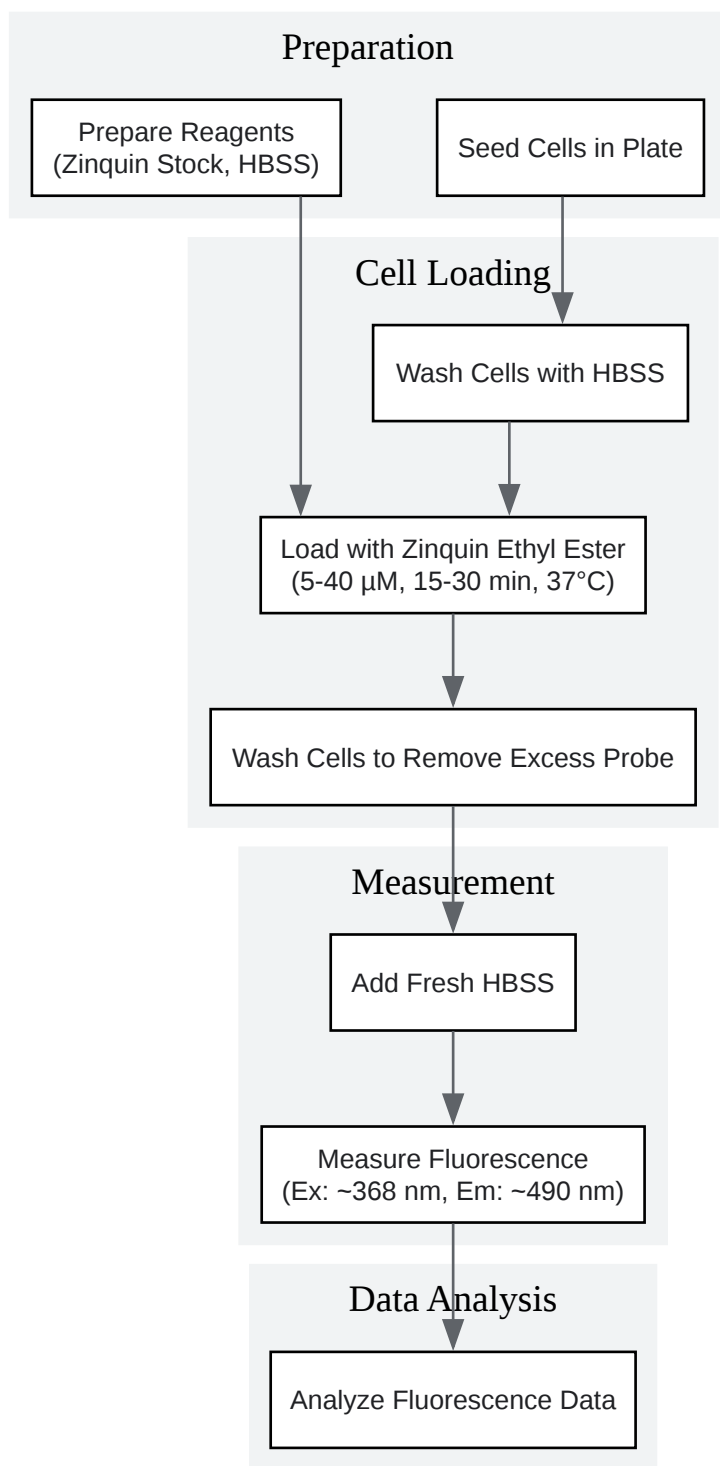 Preparation
Prepare Reagents
(Zinquin Stock, HBSS)
Seed Cells in Plate
Cell Loading
Wash Cells with HBSS
Load with Zinquin Ethyl Ester
(5-40 µM, 15-30 min, 37°C)
Wash Cells to Remove Excess Probe
Measurement
Add Fresh HBSS
Measure Fluorescence
(Ex: ~368 nm, Em: ~490 nm)
Data Analysis
Analyze Fluorescence Data